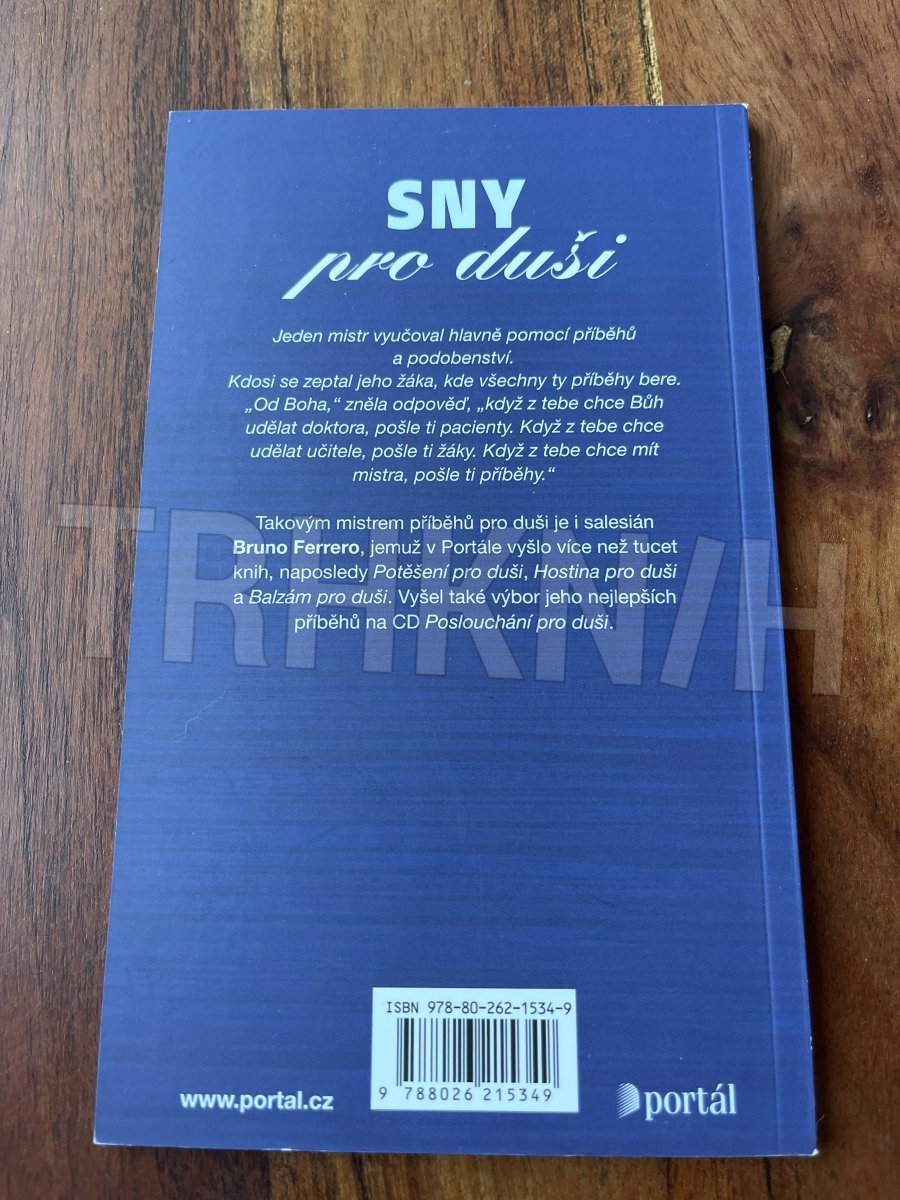 SNY
pro duši
Jeden mistr vyučoval hlavně pomocí příběhů
a podobenství.
Kdosi se zeptal jeho žáka, kde všechny ty příběhy bere.
„Od Boha,“ zněla odpověď, „když z tebe chce Bůh
udělat doktora, pošle ti pacienty. Když z tebe chce
udělat učitele, pošle ti žáky. Když z tebe chce mít
mistra, pošle ti příběhy.“
Takovým mistrem příběhů pro duši je i salesián
Bruno Ferrero, jemuž v Portále vyšlo více než tucet
knih, naposledy Potěšení pro duši, Hostina pro duši
a Balzám pro duši. Vyšel také výbor jeho nejlepších
příběhů na CD Poslouchání pro duši.
TRHKNIH
ISBN 978-80-262-1534-9
9 788026 215349
www.portal.cz
portál